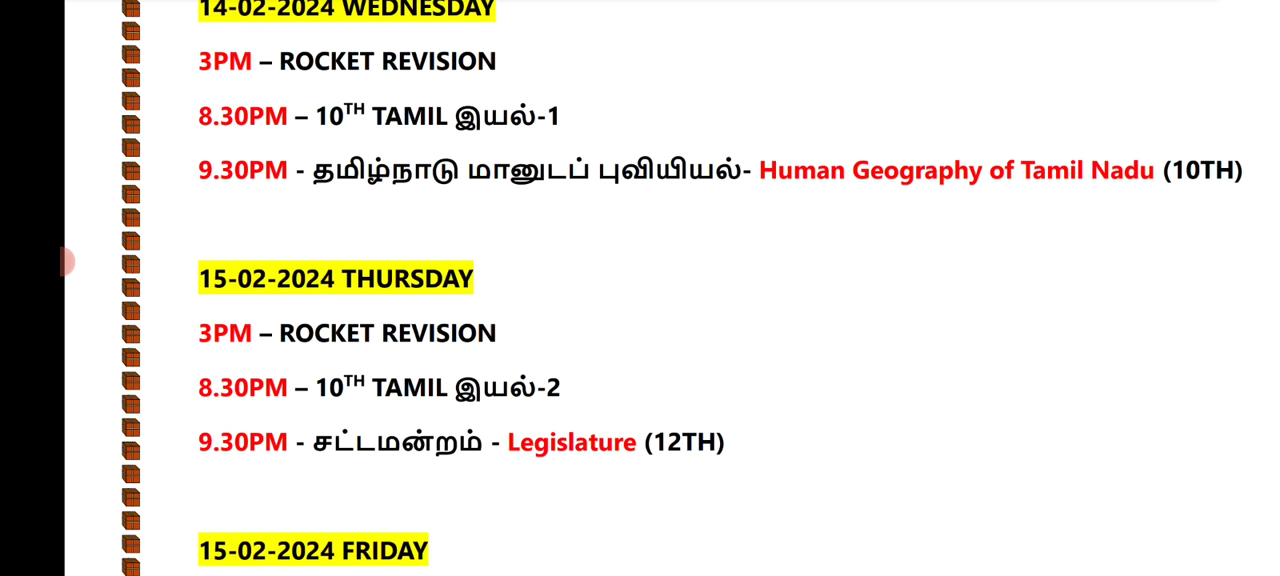 14-02-2024 WEDNESDAY
3PM – ROCKET REVISION
8.30PM – 10TH TAMIL இயல்-1
9.30PM - தமிழ்நாடு மானுடப் புவியியல்- Human Geography of Tamil Nadu (10TH)
15-02-2024 THURSDAY
3PM – ROCKET REVISION
8.30PM – 10TH TAMIL இயல்-2
9.30PM - சட்டமன்றம் - Legislature (12TH)
15-02-2024 FRIDAY